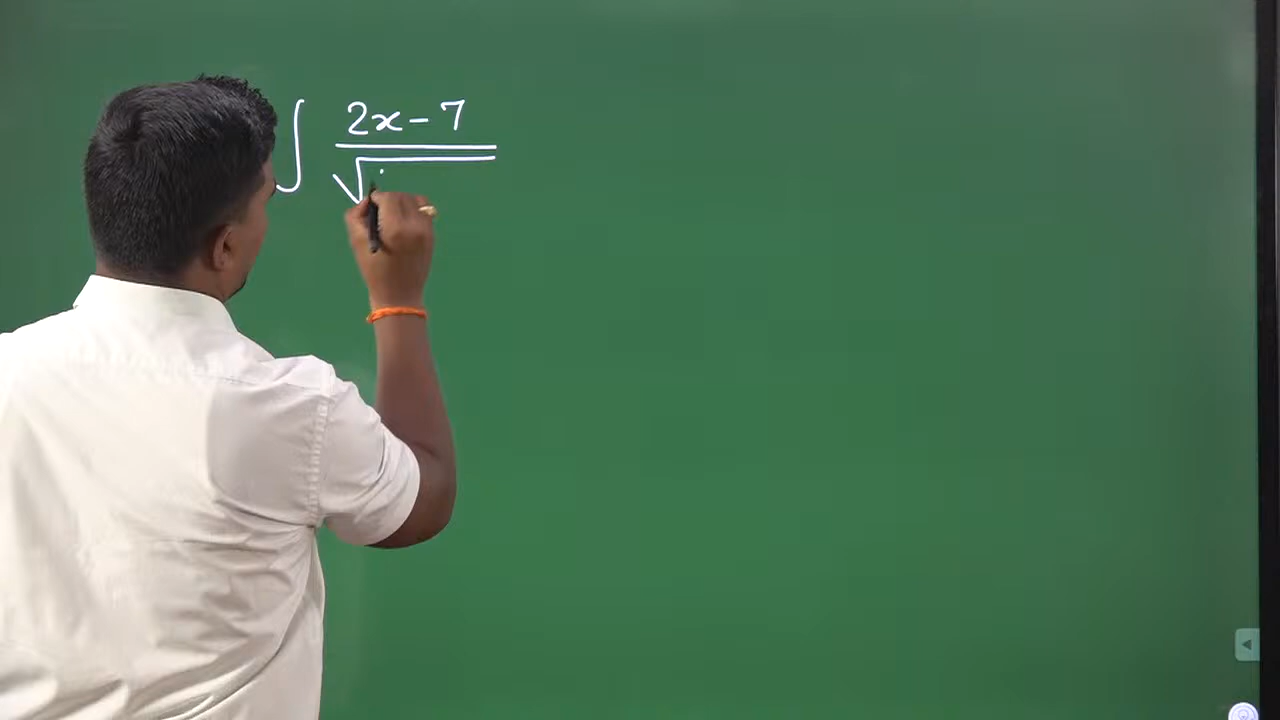 ∫ 2x - 7
√